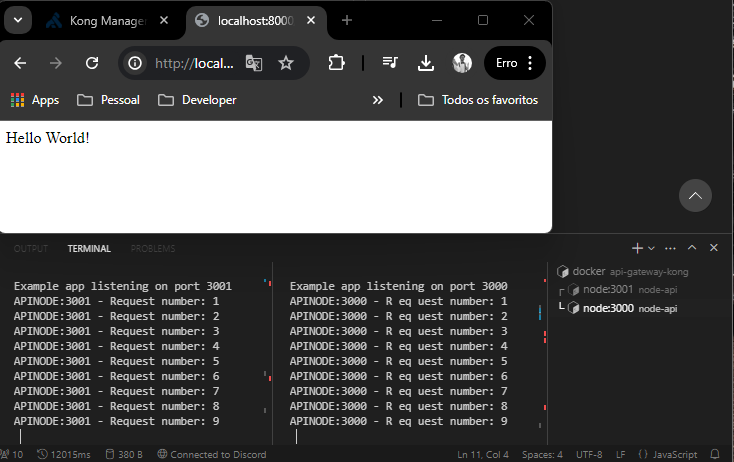 Kong Manage
localhost:8000
http://local...
Erro
Apps
Pessoal
Developer
Todos os favoritos
Hello World!
OUTPUT
TERMINAL
PROBLEMS
Example app listening on port 3001
APINODE:3001 - Request number: 1
APINODE:3001 - Request number: 2
APINODE:3001 - Request number: 3
APINODE:3001 - Request number: 4
APINODE:3001 - Request number: 5
APINODE:3001 - Request number: 6
APINODE:3001 - Request number: 7
APINODE:3001 - Request number: 8
APINODE:3001 - Request number: 9
Example app listening on port 3000
APINODE:3000 - R eq uest number: 1
APINODE:3000 - R eq uest number: 2
APINODE:3000 - R eq uest number: 3
APINODE:3000 - R eq uest number: 4
APINODE:3000 - R eq uest number: 5
APINODE:3000 - R eq uest number: 6
APINODE:3000 - R eq uest number: 7
APINODE:3000 - R eq uest number: 8
APINODE:3000 - R eq uest number: 9
docker api-gateway-kong
node:3001 node-api
node:3000 node-api
10
12015ms
380 B
Connected to Discord
Ln 11, Col 4
Spaces: 4
UTF-8
LF
{ } JavaScript